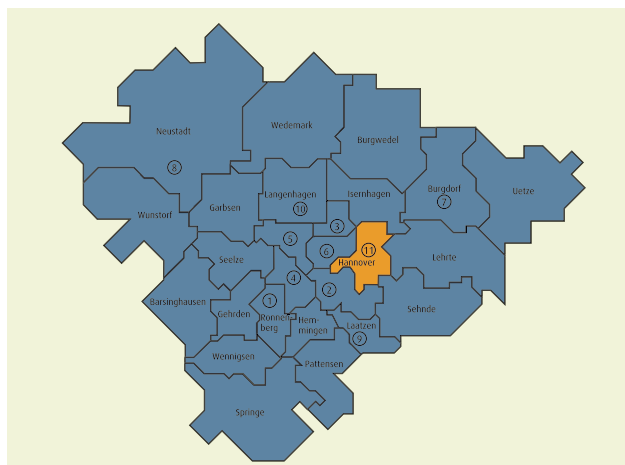 Neustadt
8
Wedemark
Burgwedel
Wunstorf
Garbsen
Langenhagen
10
Isernhagen
Burgdorf
7
Uetze
3
5
6
11
Hannover
Lehrte
Seelze
4
2
Barsinghausen
Gehrden
1
Ronnen-
berg
Hem-
mingen
Laatzen
9
Sehnde
Wennigsen
Pattensen
Springe